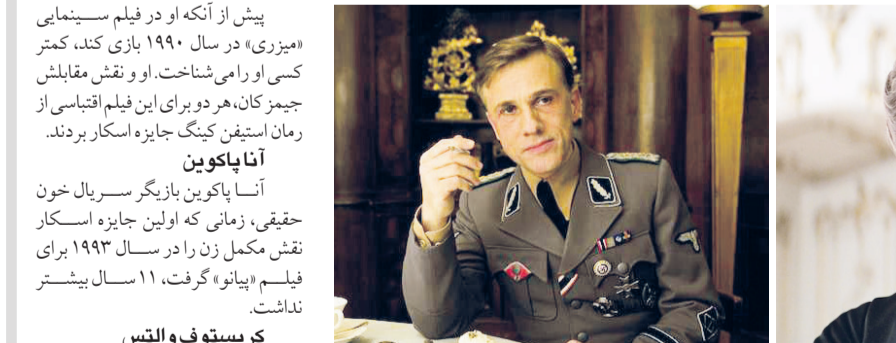 پیش از آنکه او در فیلم سینمایی
«میزری» در سال ۱۹۹۰ بازی کند، کمتر
کسی او را می‌شناخت. او و نقش مقابلش
جیمز کان، هر دو برای این فیلم اقتباسی از
رمان استیفن کینگ جایزه اسکار بردند.
آنا پاکوین
آنا پاکوین بازیگر سریال خون
حقیقی، زمانی که اولین جایزه اسکار
نقش مکمل زن را در سال ۱۹۹۳ برای
فیلم «پیانو» گرفت، ۱۱ سال بیشتر
نداشت.
کریستوف والتس